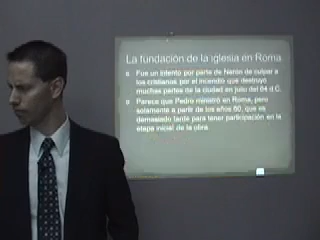 La fundación de la iglesia en Roma
Fue un intento por parte de Nerón de culpar a
los cristianos por el incendio que destruyó
muchas partes de la ciudad en julio del 64 d C.
Parece que Pedro ministró en Roma, pero
solamente a partir de los años 60, que es
demasiado tarde para tener participación en la
etapa inicial de la obra.